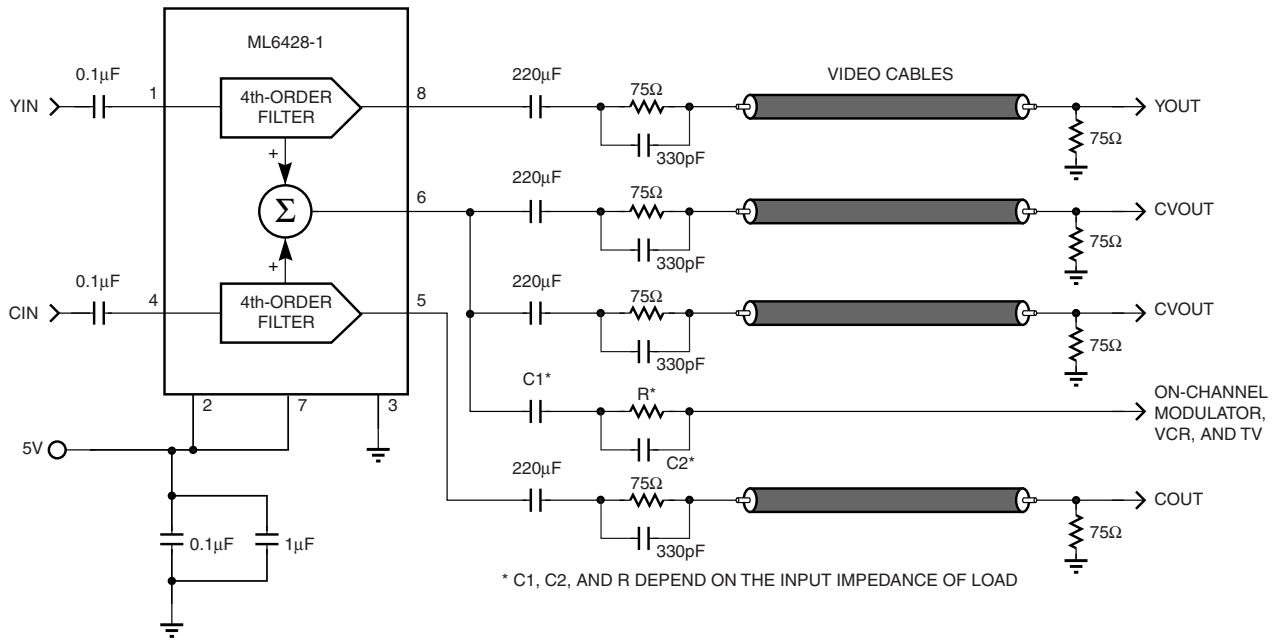 ML6428-1
0.1µF
YIN
1
4th-ORDER
FILTER
8
220µF
75Ω
330pF
VIDEO CABLES
75Ω
YOUT
+
Σ
+
6
220µF
75Ω
330pF
75Ω
CVOUT
0.1µF
CIN
4
4th-ORDER
FILTER
5
220µF
75Ω
330pF
75Ω
CVOUT
C1*
R*
C2*
ON-CHANNEL
MODULATOR,
VCR, AND TV
2
7
3
5V
220µF
75Ω
330pF
75Ω
COUT
0.1µF
1µF
* C1, C2, AND R DEPEND ON THE INPUT IMPEDANCE OF LOAD